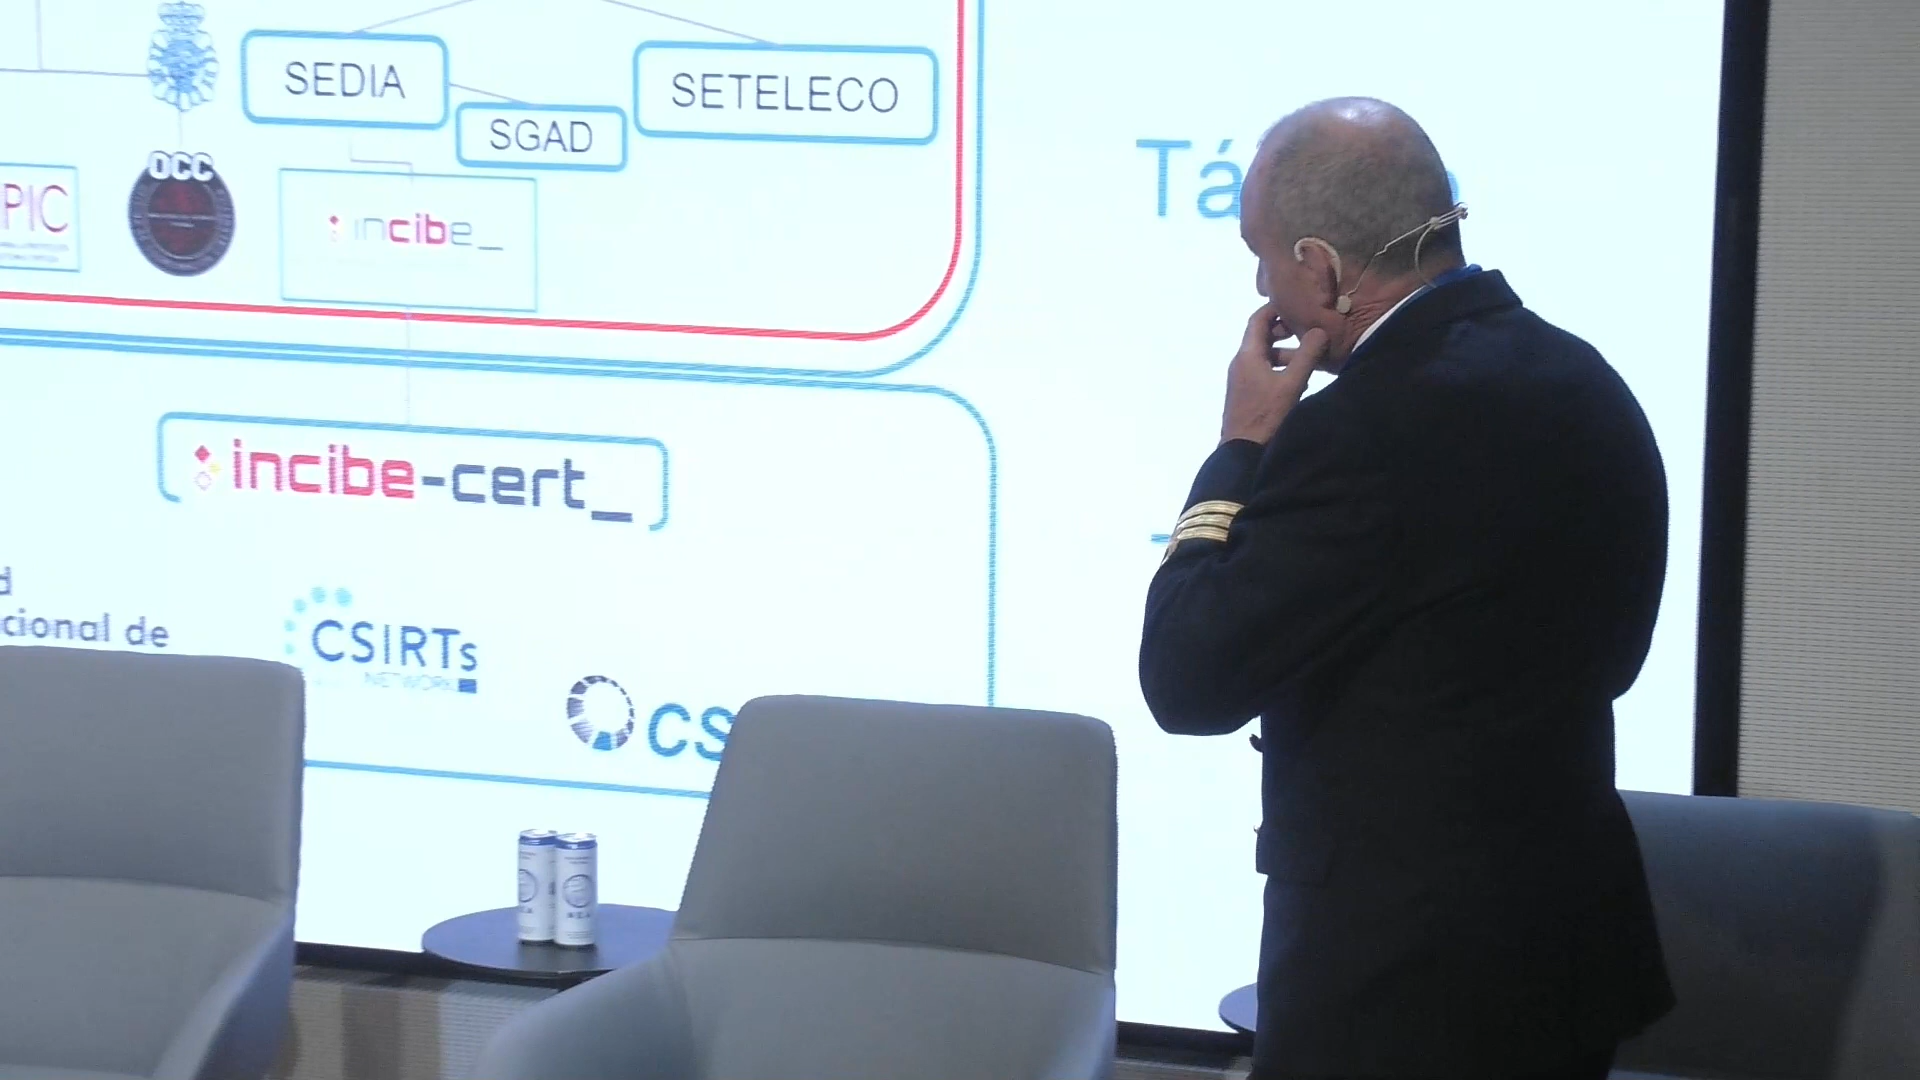 SEDIA
SETELECO
SGAD
OCC
PIC
incibe_
Tá
incibe-cert_
d
cional de
CSIRTs
NETWORK
CS